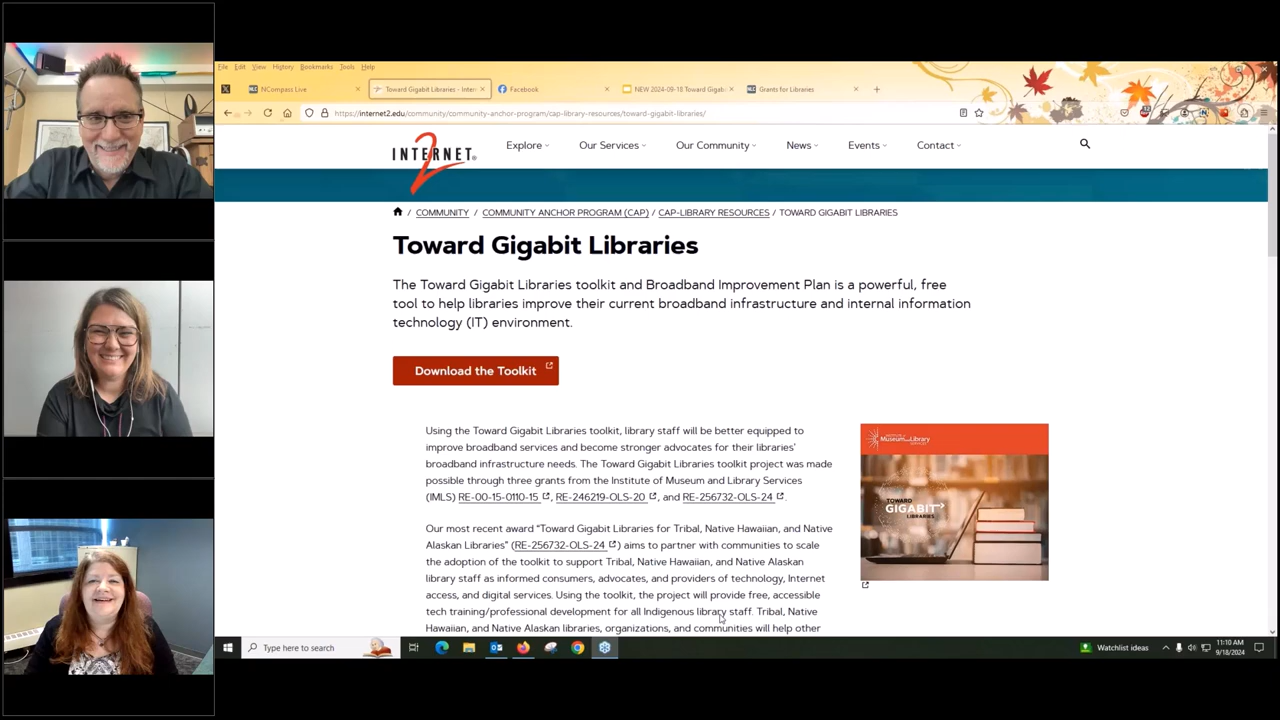 File Edit View History Bookmarks Tools Help
NCompass Live
Toward Gigabit Libraries - Inter
Facebook
NEW 2024-09-18 Toward Gigab
Grants for Libraries
https://internet2.edu/community/community-anchor-program/cap-library-resources/toward-gigabit-libraries/
INTERNET 2
Explore Our Services Our Community News Events Contact
/ COMMUNITY / COMMUNITY ANCHOR PROGRAM (CAP) / CAP-LIBRARY RESOURCES / TOWARD GIGABIT LIBRARIES
Toward Gigabit Libraries
The Toward Gigabit Libraries toolkit and Broadband Improvement Plan is a powerful, free
tool to help libraries improve their current broadband infrastructure and internal information
technology (IT) environment.
Download the Toolkit
Using the Toward Gigabit Libraries toolkit, library staff will be better equipped to
improve broadband services and become stronger advocates for their libraries'
broadband infrastructure needs. The Toward Gigabit Libraries toolkit project was made
possible through three grants from the Institute of Museum and Library Services
(IMLS) RE-00-15-0110-15, RE-246219-OLS-20, and RE-256732-OLS-24.
Our most recent award “Toward Gigabit Libraries for Tribal, Native Hawaiian, and Native
Alaskan Libraries” (RE-256732-OLS-24) aims to partner with communities to scale
the adoption of the toolkit to support Tribal, Native Hawaiian, and Native Alaskan
library staff as informed consumers, advocates, and providers of technology, Internet
access, and digital services. Using the toolkit, the project will provide free, accessible
tech training/professional development for all Indigenous library staff. Tribal, Native
Hawaiian, and Native Alaskan libraries, organizations, and communities will help other
Museum and Library
TOWARD
GIGABIT
LIBRARIES
Type here to search
Watchlist ideas
11:10 AM
9/18/2024